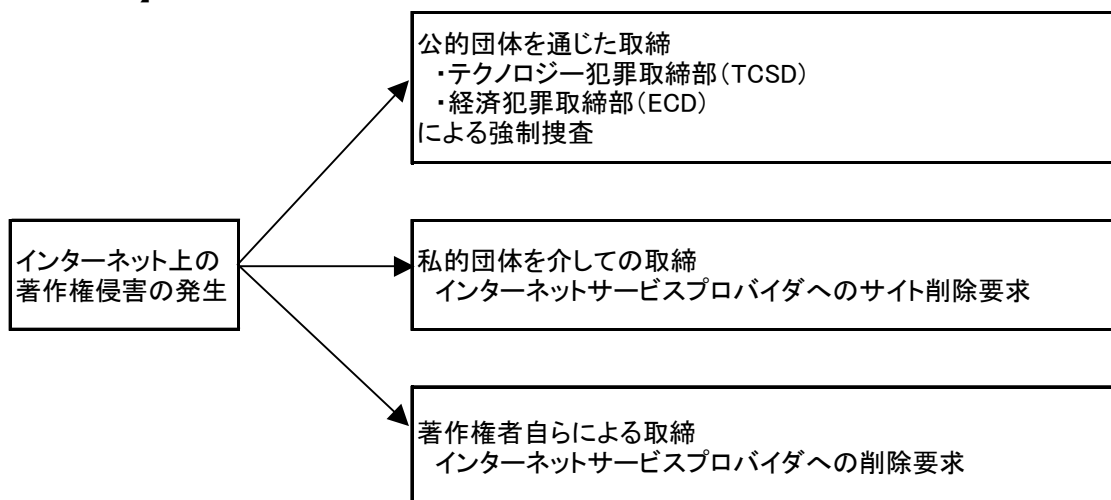 公的団体を通じた取締
・テクノロジー犯罪取締部(TCSD)
・経済犯罪取締部(ECD)
による強制捜査
インターネット上の
著作権侵害の発生
私的団体を介しての取締
インターネットサービスプロバイダへのサイト削除要求
著作権者自らによる取締
インターネットサービスプロバイダへの削除要求